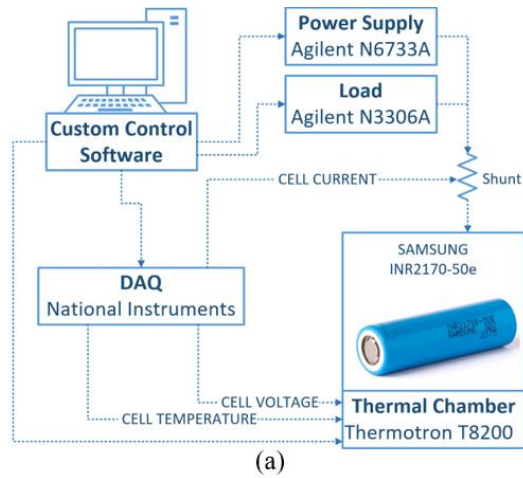 Power Supply
Agilent N6733A
Load
Agilent N3306A
Custom Control
Software
CELL CURRENT
Shunt
SAMSUNG
INR2170-50e
DAQ
National Instruments
CELL VOLTAGE
CELL TEMPERATURE
Thermal Chamber
Thermotron T8200
(a)